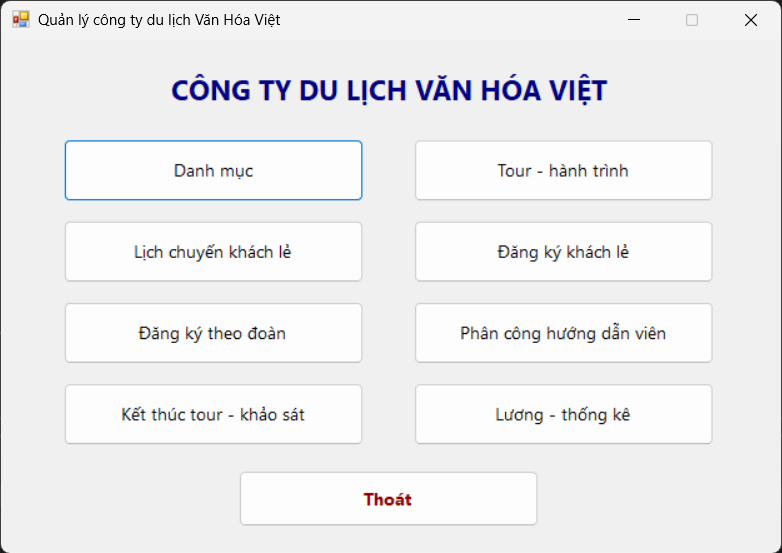 Quản lý công ty du lịch Văn Hóa Việt
CÔNG TY DU LỊCH VĂN HÓA VIỆT
Danh mục
Tour - hành trình
Lịch chuyến khách lẻ
Đăng ký khách lẻ
Đăng ký theo đoàn
Phân công hướng dẫn viên
Kết thúc tour - khảo sát
Lương - thống kê
Thoát